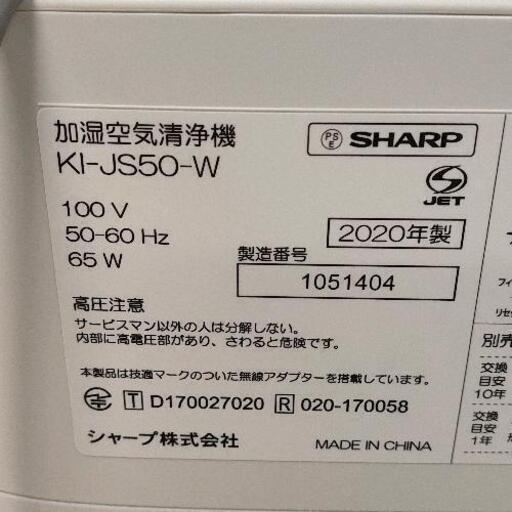 加湿空気清浄機
KI-JS50-W
PS E SHARP
JET
100 V
50-60 Hz
65 W
2020年製
製造番号
1051404
高圧注意
サービスマン以外の人は分解しない。
内部に高電圧部があり、さわると危険です。
本製品は技適マークのついた無線アダプターを搭載しています。
T D170027020 R 020-170058
シャープ株式会社
MADE IN CHINA
フィ
リセ
別売
交換
目安
10年
交換
目安
1年